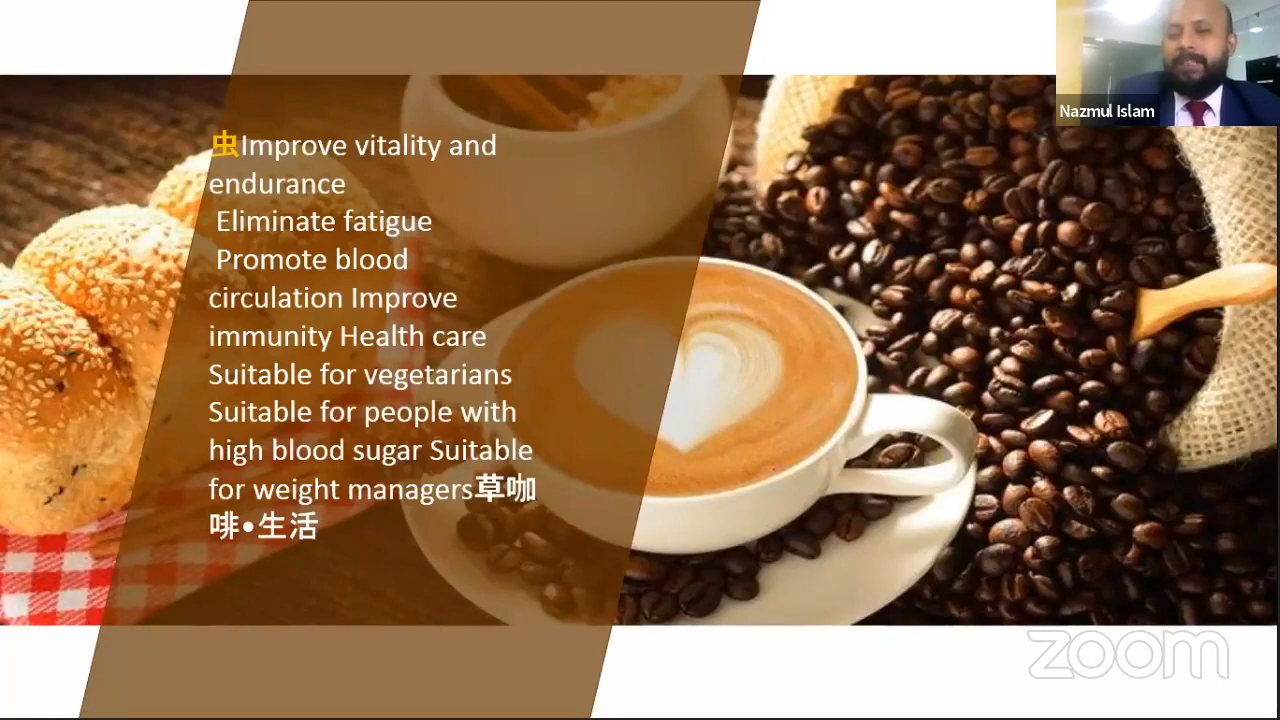 虫Improve vitality and
endurance
Eliminate fatigue
Promote blood
circulation Improve
immunity Health care
Suitable for vegetarians
Suitable for people with
high blood sugar Suitable
for weight managers草咖
啡•生活
Nazmul Islam
zoom